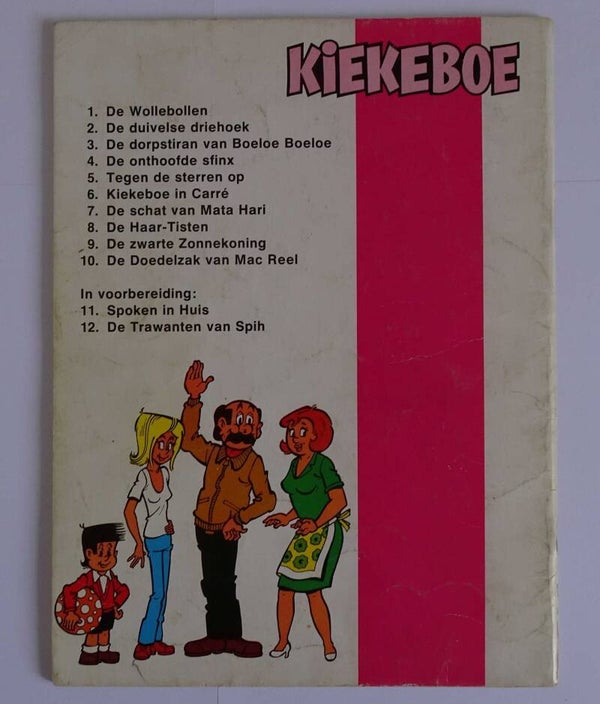 KiEKEBOE
1. De Wollebollen
2. De duivelse driehoek
3. De dorpstiran van Boeloe Boeloe
4. De onthoofde sfinx
5. Tegen de sterren op
6. Kiekeboe in Carré
7. De schat van Mata Hari
8. De Haar-Tisten
9. De zwarte Zonnekoning
10. De Doedelzak van Mac Reel
In voorbereiding:
11. Spoken in Huis
12. De Trawanten van Spih